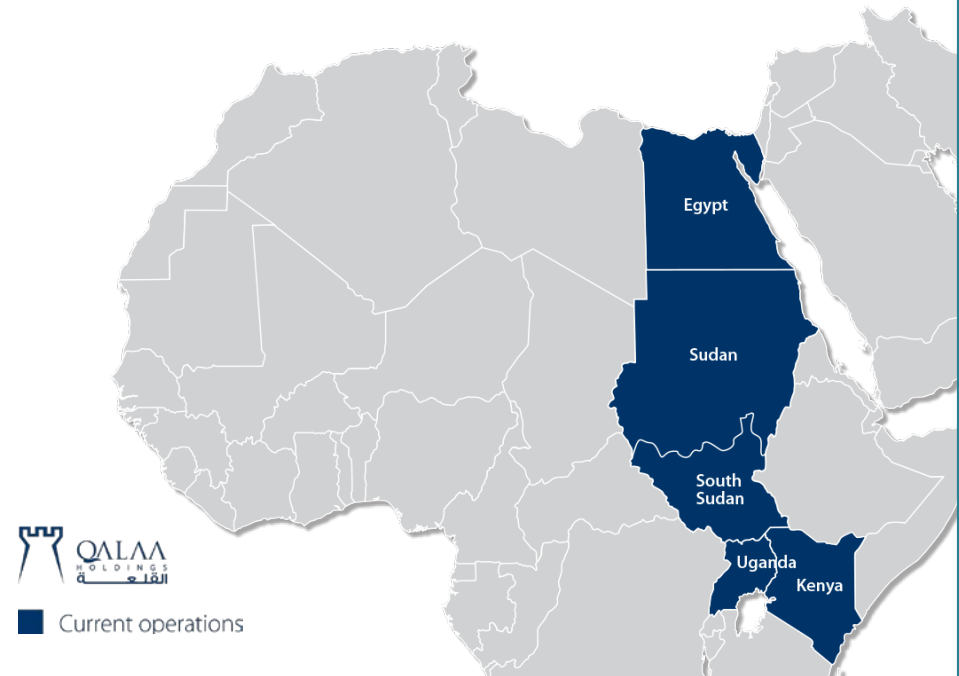 Egypt
Sudan
South
Sudan
Uganda
Kenya
QALAA
HOLDINGS
القلعة
Current operations